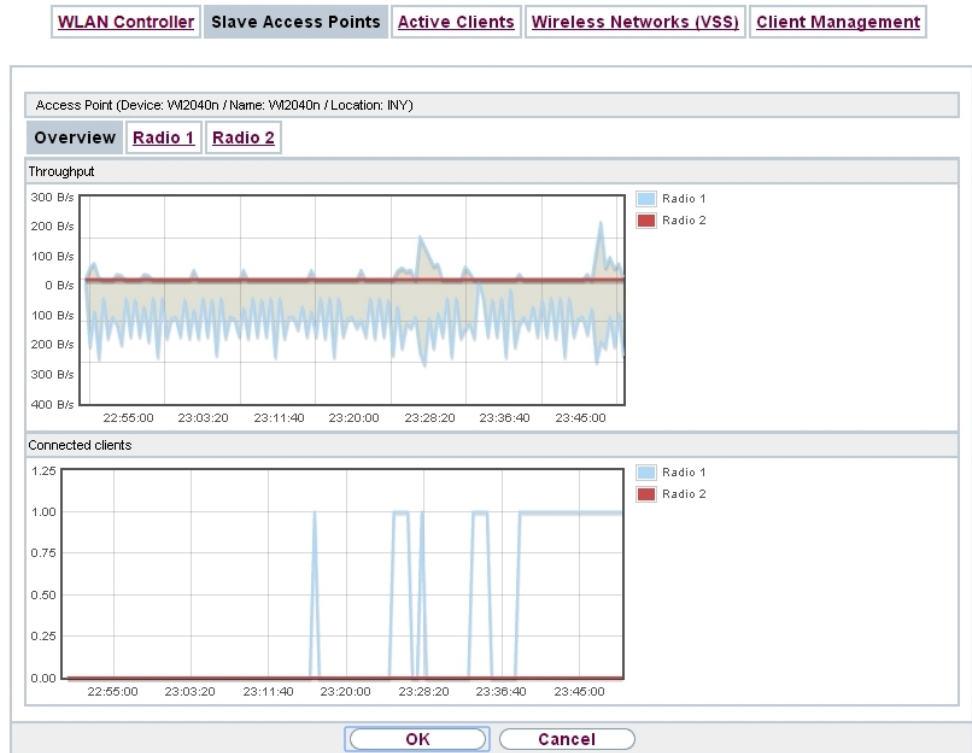 WLAN Controller Slave Access Points Active Clients Wireless Networks (VSS) Client Management
Access Point (Device: WI2040n / Name: WI2040n / Location: INY)
Overview Radio 1 Radio 2
Throughput
300 B/s
200 B/s
100 B/s
0 B/s
100 B/s
200 B/s
300 B/s
400 B/s
22:55:00 23:03:20 23:11:40 23:20:00 23:28:20 23:36:40 23:45:00
Radio 1
Radio 2
Connected clients
1.25
1.00
0.75
0.50
0.25
0.00
22:55:00 23:03:20 23:11:40 23:20:00 23:28:20 23:36:40 23:45:00
Radio 1
Radio 2
OK Cancel